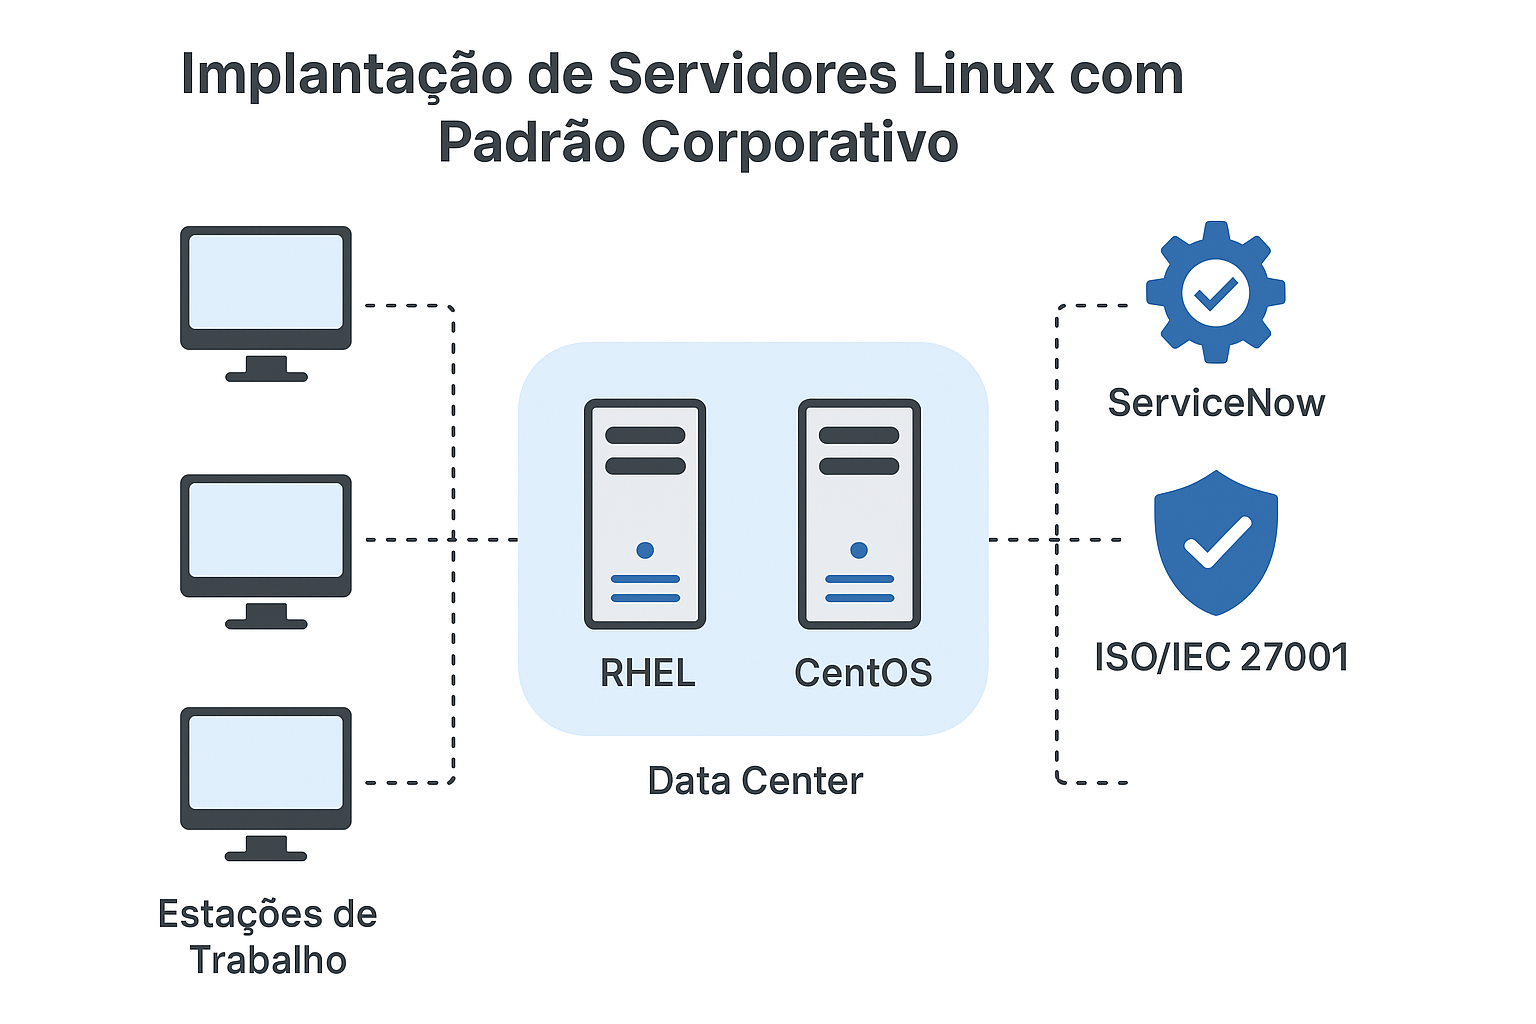 Implantação de Servidores Linux com
Padrão Corporativo
ServiceNow
ISO/IEC 27001
RHEL
CentOS
Data Center
Estações de
Trabalho